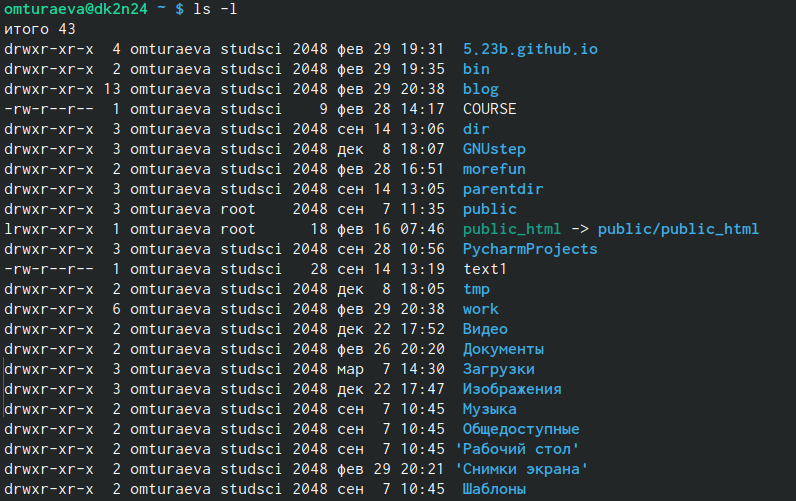 omturaeva@dk2n24 ~ $ ls -l
итого 43
drwxr-xr-x  4 omturaeva studsci 2048 фев 29 19:31  5.23b.github.io
drwxr-xr-x  2 omturaeva studsci 2048 фев 29 19:35  bin
drwxr-xr-x 13 omturaeva studsci 2048 фев 29 20:38  blog
-rw-r--r--  1 omturaeva studsci    9 фев 28 14:17  COURSE
drwxr-xr-x  3 omturaeva studsci 2048 сен 14 13:06  dir
drwxr-xr-x  3 omturaeva studsci 2048 дек  8 18:07  GNUstep
drwxr-xr-x  2 omturaeva studsci 2048 фев 28 16:51  morefun
drwxr-xr-x  3 omturaeva studsci 2048 сен 14 13:05  parentdir
drwxr-xr-x  3 omturaeva root    2048 сен  7 11:35  public
lrwxr-xr-x  1 omturaeva root      18 фев 16 07:46  public_html -> public/public_html
drwxr-xr-x  3 omturaeva studsci 2048 сен 28 10:56  PycharmProjects
-rw-r--r--  1 omturaeva studsci   28 сен 14 13:19  text1
drwxr-xr-x  2 omturaeva studsci 2048 дек  8 18:05  tmp
drwxr-xr-x  6 omturaeva studsci 2048 фев 29 20:38  work
drwxr-xr-x  2 omturaeva studsci 2048 дек 22 17:52  Видео
drwxr-xr-x  2 omturaeva studsci 2048 фев 26 20:20  Документы
drwxr-xr-x  3 omturaeva studsci 2048 мар  7 14:30  Загрузки
drwxr-xr-x  3 omturaeva studsci 2048 дек 22 17:47  Изображения
drwxr-xr-x  2 omturaeva studsci 2048 сен  7 10:45  Музыка
drwxr-xr-x  2 omturaeva studsci 2048 сен  7 10:45  Общедоступные
drwxr-xr-x  2 omturaeva studsci 2048 сен  7 10:45 'Рабочий стол'
drwxr-xr-x  2 omturaeva studsci 2048 фев 29 20:21 'Снимки экрана'
drwxr-xr-x  2 omturaeva studsci 2048 сен  7 10:45  Шаблоны